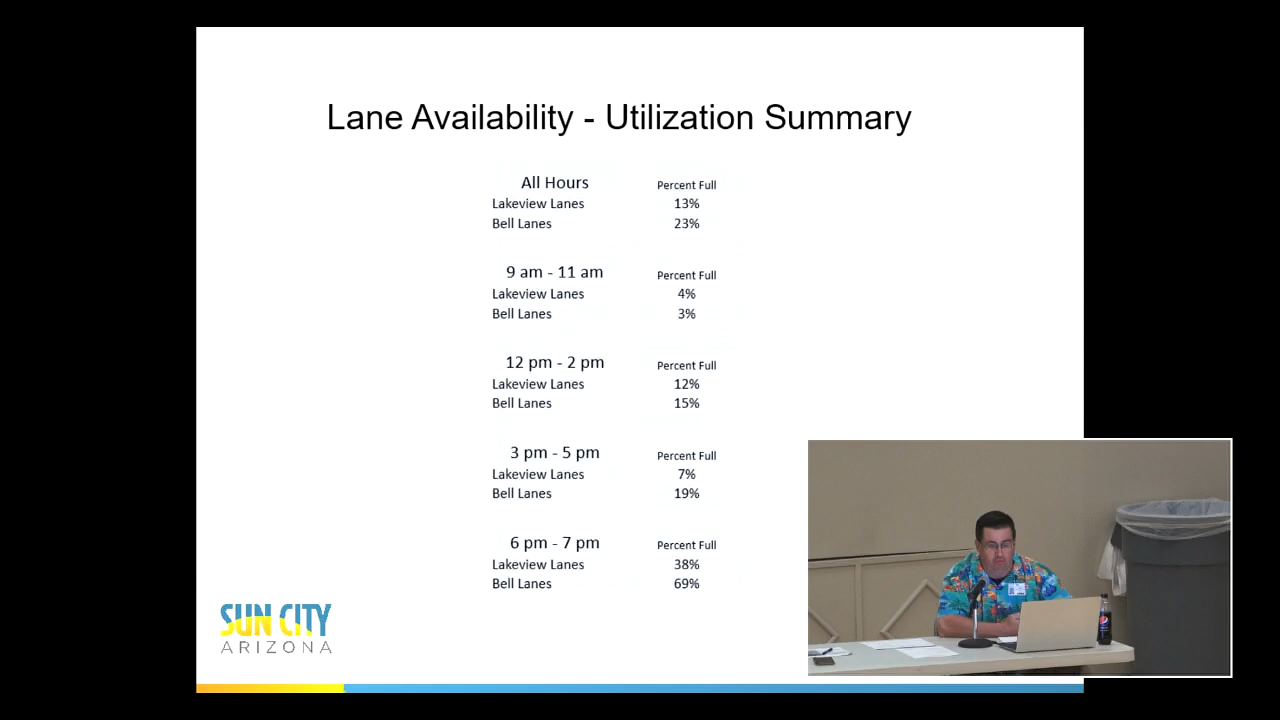 Lane Availability - Utilization Summary
All Hours Percent Full
Lakeview Lanes 13%
Bell Lanes 23%
9 am - 11 am Percent Full
Lakeview Lanes 4%
Bell Lanes 3%
12 pm - 2 pm Percent Full
Lakeview Lanes 12%
Bell Lanes 15%
3 pm - 5 pm Percent Full
Lakeview Lanes 7%
Bell Lanes 19%
6 pm - 7 pm Percent Full
Lakeview Lanes 38%
Bell Lanes 69%
SUN CITY
ARIZONA